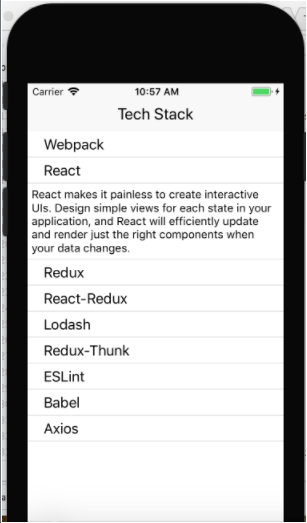 Carrier 10:57 AM
Tech Stack
Webpack
React
React makes it painless to create interactive
UIs. Design simple views for each state in your
application, and React will efficiently update
and render just the right components when
your data changes.
Redux
React-Redux
Lodash
Redux-Thunk
ESLint
Babel
Axios